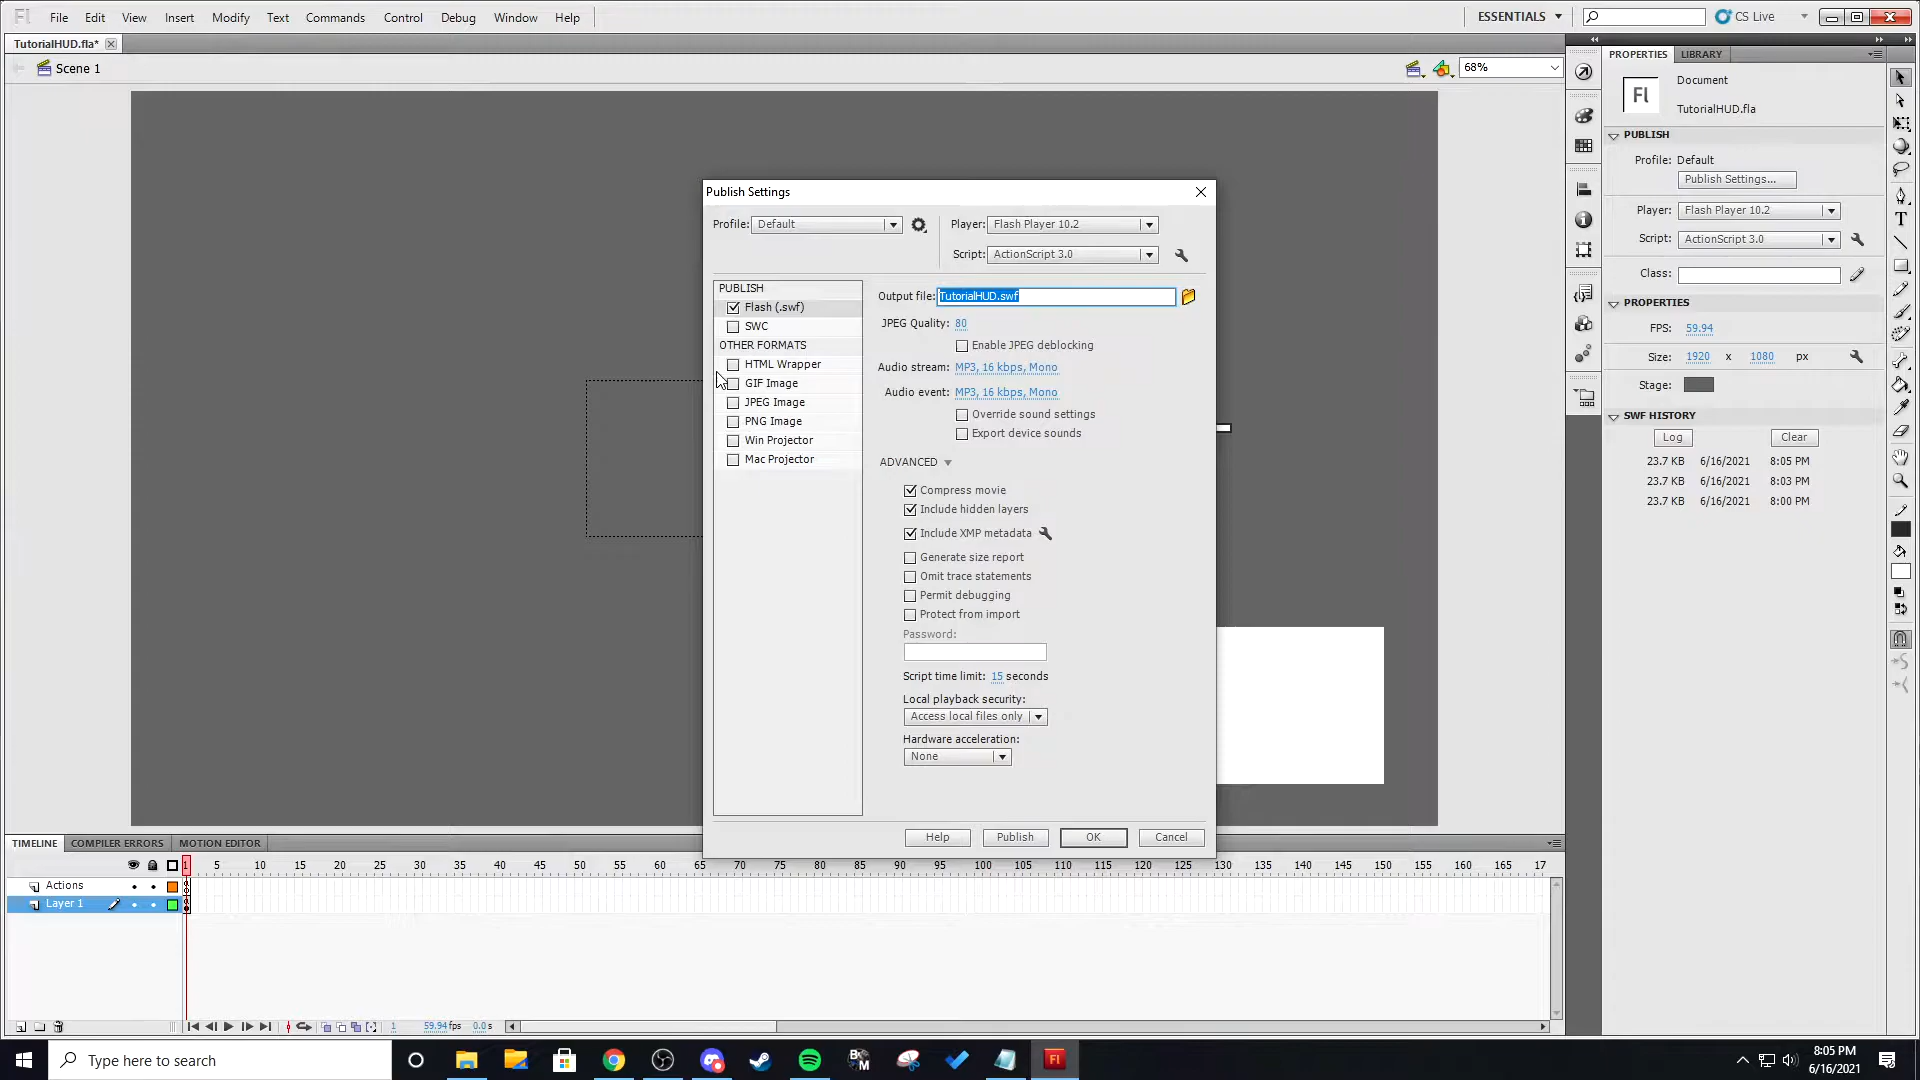 Fl File Edit View Insert Modify Text Commands Control Debug Window Help ESSENTIALS CS Live
TutorialHUD.fla*
Scene 1 68%
PROPERTIES LIBRARY
Fl Document
TutorialHUD.fla
PUBLISH
Profile: Default
Publish Settings...
Player: Flash Player 10.2
Script: ActionScript 3.0
Class:
PROPERTIES
FPS: 59.94
Size: 1920 x 1080 px
Stage:
SWF HISTORY
Log Clear
23.7 KB 6/16/2021 8:05 PM
23.7 KB 6/16/2021 8:03 PM
23.7 KB 6/16/2021 8:00 PM
Publish Settings
Profile: Default Player: Flash Player 10.2
Script: ActionScript 3.0
PUBLISH
Flash (.swf)
SWC
OTHER FORMATS
HTML Wrapper
GIF Image
JPEG Image
PNG Image
Win Projector
Mac Projector
Output file: TutorialHUD.swf
JPEG Quality: 80
Enable JPEG deblocking
Audio stream: MP3, 16 kbps, Mono
Audio event: MP3, 16 kbps, Mono
Override sound settings
Export device sounds
ADVANCED
Compress movie
Include hidden layers
Include XMP metadata
Generate size report
Omit trace statements
Permit debugging
Protect from import
Password:
Script time limit: 15 seconds
Local playback security:
Access local files only
Hardware acceleration:
None
Help Publish OK Cancel
TIMELINE COMPILER ERRORS MOTION EDITOR
1 5 10 15 20 25 30 35 40 45 50 55 60 65 70 75 80 85 90 95 100 105 110 115 120 125 130 135 140 145 150 155 160 165 17
Actions
Layer 1
1 59.94 fps 0.0 s
Type here to search
Fl
8:05 PM
6/16/2021